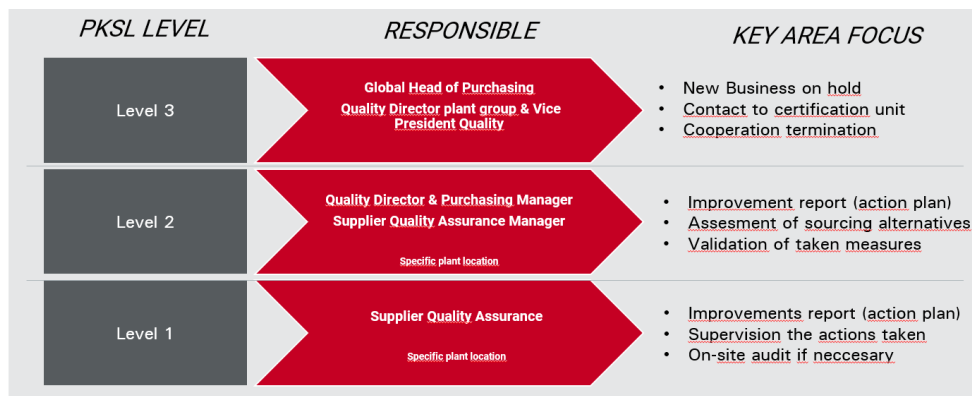 PKSL LEVEL
RESPONSIBLE
KEY AREA FOCUS
Level 3
Global Head of Purchasing
Quality Director plant group & Vice
President Quality
• New Business on hold
• Contact to certification unit
• Cooperation termination
Level 2
Quality Director & Purchasing Manager
Supplier Quality Assurance Manager
Specific plant location
• Improvement report (action plan)
• Assesment of sourcing alternatives
• Validation of taken measures
Level 1
Supplier Quality Assurance
Specific plant location
• Improvements report (action plan)
• Supervision the actions taken
• On-site audit if neccesary